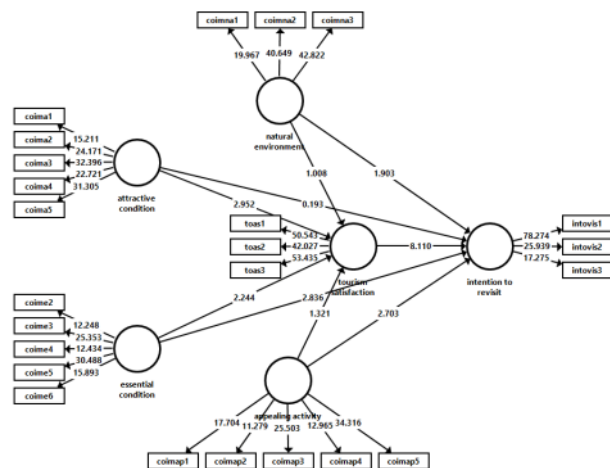 coimna1
coimna2
coimna3
19.967
40.649
42.822
natural
environment
coima1
coima2
coima3
coima4
coima5
15.211
24.171
32.396
22.721
31.305
attractive
condition
1.008
1.903
2.952
0.193
toas1
toas2
toas3
50.543
42.027
53.435
tourism
satisfaction
8.110
intention to
revisit
78.274
25.939
17.275
intovis1
intovis2
intovis3
2.244
2.836
1.321
2.703
coime2
coime3
coime4
coime5
coime6
12.248
25.353
12.434
30.488
15.893
essential
condition
appealing activity
17.704
11.279
25.503
12.965
34.316
coimap1
coimap2
coimap3
coimap4
coimap5